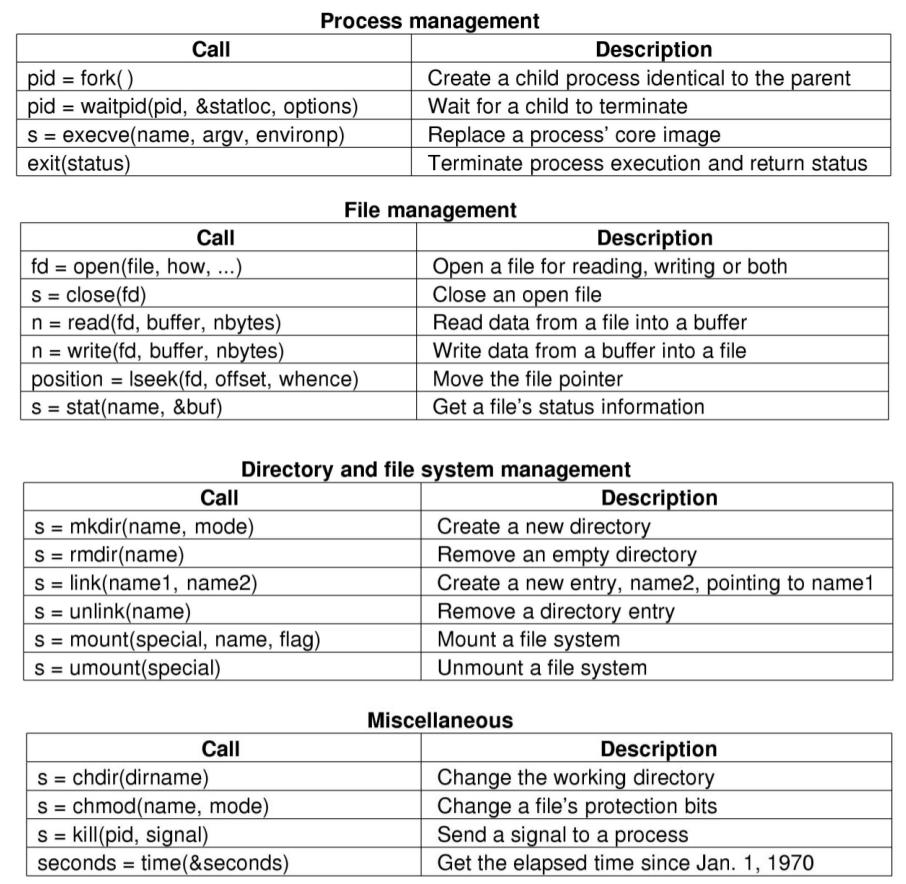 Process management
Call Description
pid = fork( ) Create a child process identical to the parent
pid = waitpid(pid, &statloc, options) Wait for a child to terminate
s = execve(name, argv, environp) Replace a process' core image
exit(status) Terminate process execution and return status
File management
Call Description
fd = open(file, how, ...) Open a file for reading, writing or both
s = close(fd) Close an open file
n = read(fd, buffer, nbytes) Read data from a file into a buffer
n = write(fd, buffer, nbytes) Write data from a buffer into a file
position = lseek(fd, offset, whence) Move the file pointer
s = stat(name, &buf) Get a file's status information
Directory and file system management
Call Description
s = mkdir(name, mode) Create a new directory
s = rmdir(name) Remove an empty directory
s = link(name1, name2) Create a new entry, name2, pointing to name1
s = unlink(name) Remove a directory entry
s = mount(special, name, flag) Mount a file system
s = umount(special) Unmount a file system
Miscellaneous
Call Description
s = chdir(dirname) Change the working directory
s = chmod(name, mode) Change a file's protection bits
s = kill(pid, signal) Send a signal to a process
seconds = time(&seconds) Get the elapsed time since Jan. 1, 1970